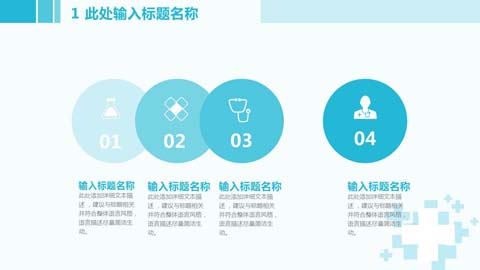 1 此处输入标题名称
01
02
03
04
输入标题名称
此处添加详细文本描
述，建议与标题相关
并符合整体语言风格，
语言描述尽量简洁生
动。
输入标题名称
此处添加详细文本描
述，建议与标题相关
并符合整体语言风格，
语言描述尽量简洁生
动。
输入标题名称
此处添加详细文本描
述，建议与标题相关
并符合整体语言风格，
语言描述尽量简洁生
动。
输入标题名称
此处添加详细文本描
述，建议与标题相关
并符合整体语言风格，
语言描述尽量简洁生
动。